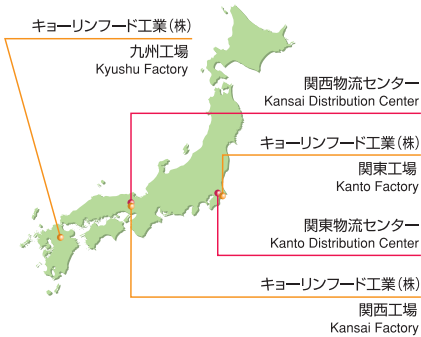 キョーリンフード工業(株)
九州工場
Kyushu Factory
関西物流センター
Kansai Distribution Center
キョーリンフード工業(株)
関東工場
Kanto Factory
関東物流センター
Kanto Distribution Center
キョーリンフード工業(株)
関西工場
Kansai Factory